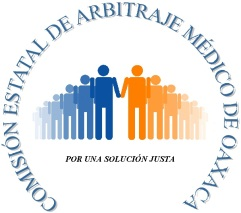 COMISIÓN ESTATAL DE ARBITRAJE MÉDICO DE OAXACA
POR UNA SOLUCIÓN JUSTA